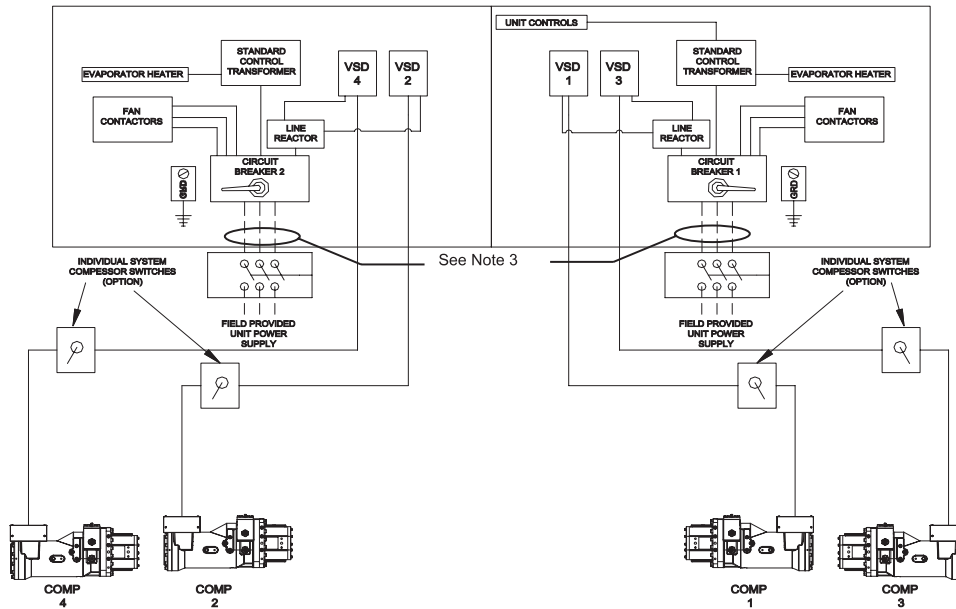 UNIT CONTROLS
STANDARD
CONTROL
TRANSFORMER
VSD
4
VSD
2
VSD
1
VSD
3
STANDARD
CONTROL
TRANSFORMER
EVAPORATOR HEATER
EVAPORATOR HEATER
FAN
CONTACTORS
LINE
REACTOR
LINE
REACTOR
FAN
CONTACTORS
CIRCUIT
BREAKER 2
CIRCUIT
BREAKER 1
GRD
GRD
See Note 3
INDIVIDUAL SYSTEM
COMPESSOR SWITCHES
(OPTION)
INDIVIDUAL SYSTEM
COMPESSOR SWITCHES
(OPTION)
FIELD PROVIDED
UNIT POWER
SUPPLY
FIELD PROVIDED
UNIT POWER
SUPPLY
COMP
4
COMP
2
COMP
1
COMP
3